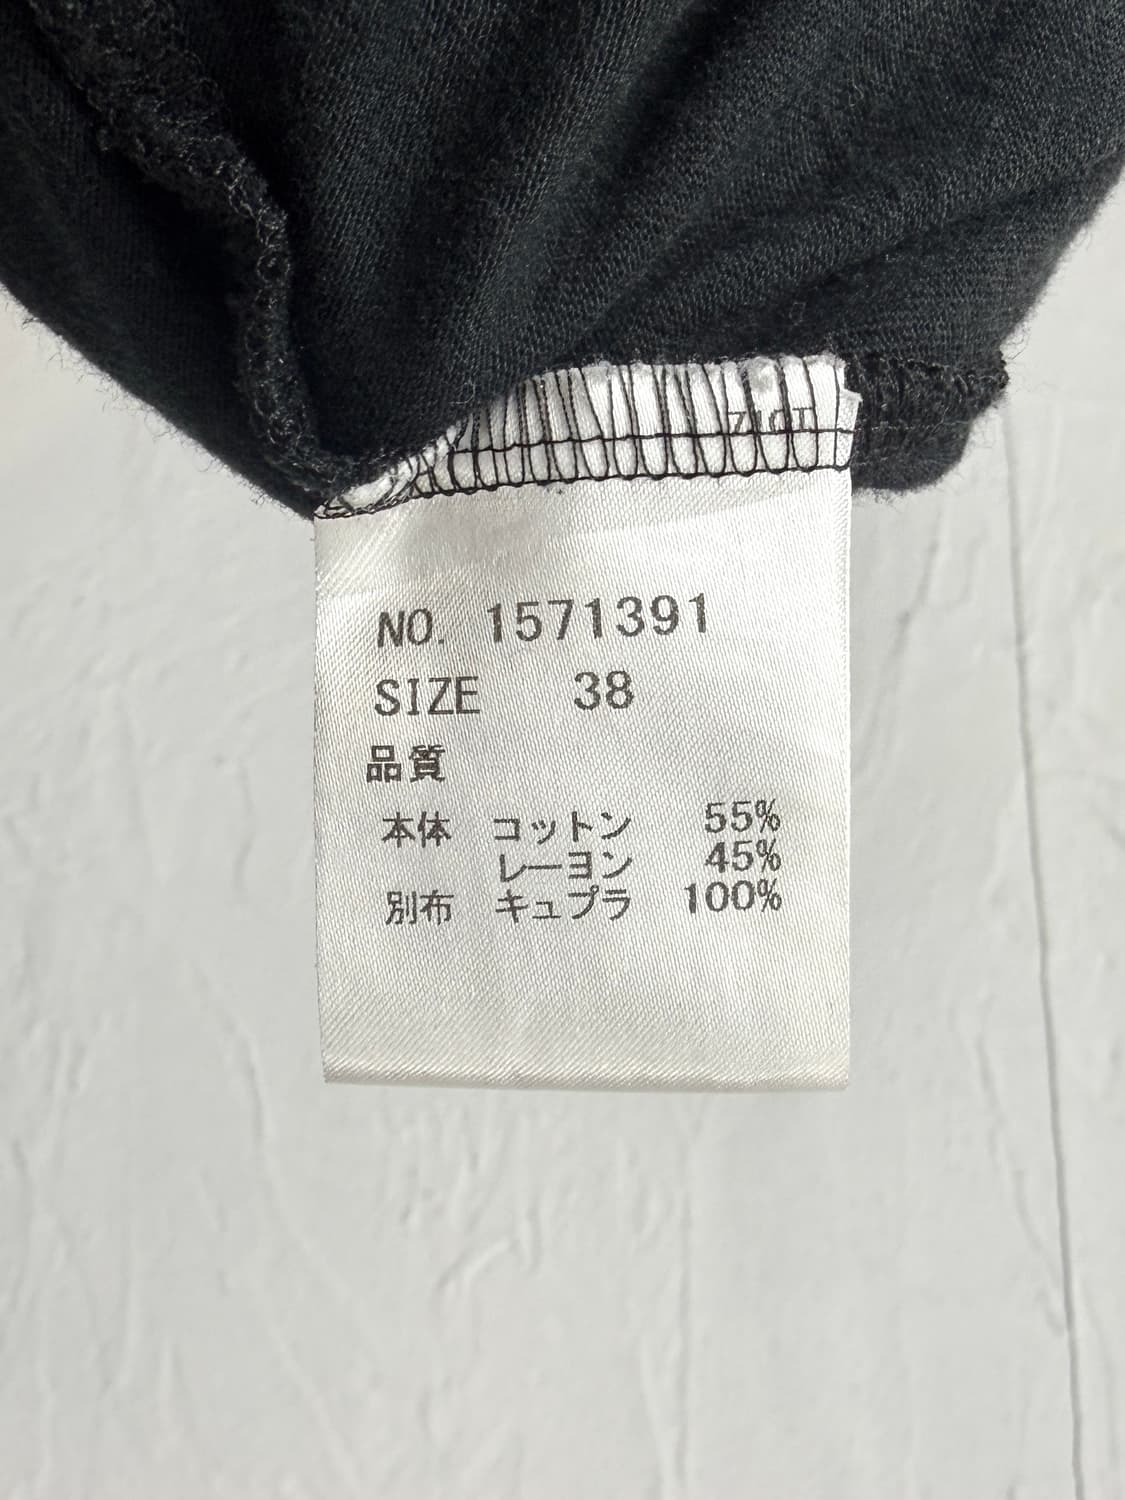 NO. 1571391
SIZE 38
品質
本体 コットン 55%
レーヨン 45%
別布 キュプラ 100%